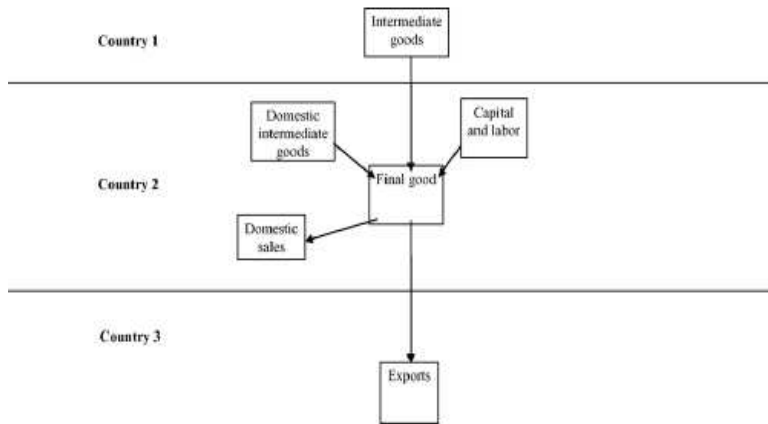 Country 1
Intermediate
goods
Country 2
Domestic
intermediate
goods
Capital
and labor
Final good
Domestic
sales
Country 3
Exports